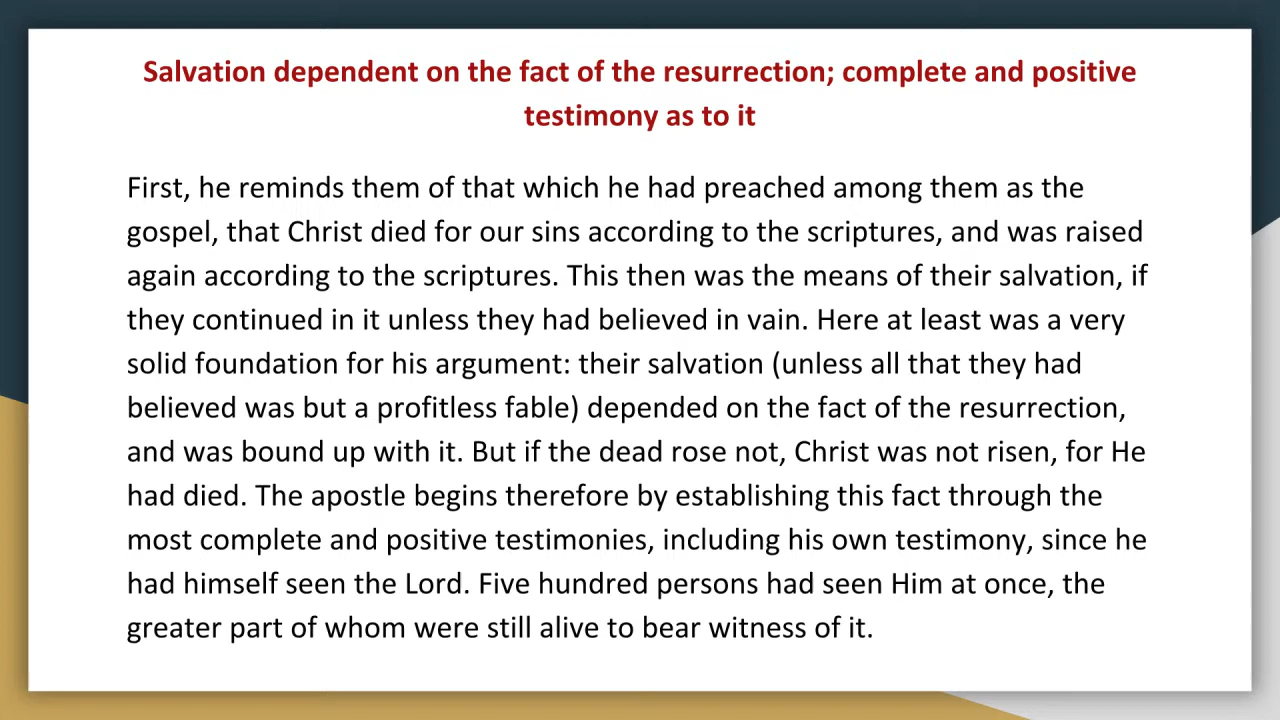 Salvation dependent on the fact of the resurrection; complete and positive
testimony as to it
First, he reminds them of that which he had preached among them as the
gospel, that Christ died for our sins according to the scriptures, and was raised
again according to the scriptures. This then was the means of their salvation, if
they continued in it unless they had believed in vain. Here at least was a very
solid foundation for his argument: their salvation (unless all that they had
believed was but a profitless fable) depended on the fact of the resurrection,
and was bound up with it. But if the dead rose not, Christ was not risen, for He
had died. The apostle begins therefore by establishing this fact through the
most complete and positive testimonies, including his own testimony, since he
had himself seen the Lord. Five hundred persons had seen Him at once, the
greater part of whom were still alive to bear witness of it.